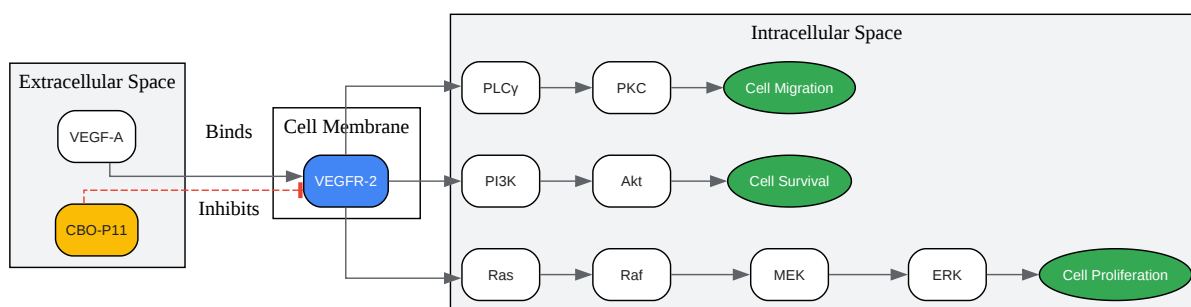 Intracellular Space
Extracellular Space
PLCγ
PKC
Cell Migration
VEGF-A
Binds
Cell Membrane
VEGFR-2
PI3K
Akt
Cell Survival
Inhibits
CBO-P11
Ras
Raf
MEK
ERK
Cell Proliferation